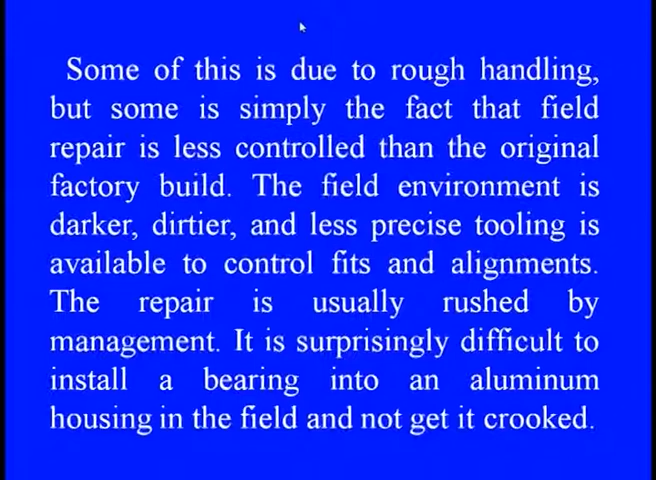 Some of this is due to rough handling,
but some is simply the fact that field
repair is less controlled than the original
factory build. The field environment is
darker, dirtier, and less precise tooling is
available to control fits and alignments.
The repair is usually rushed by
management. It is surprisingly difficult to
install a bearing into an aluminum
housing in the field and not get it crooked.